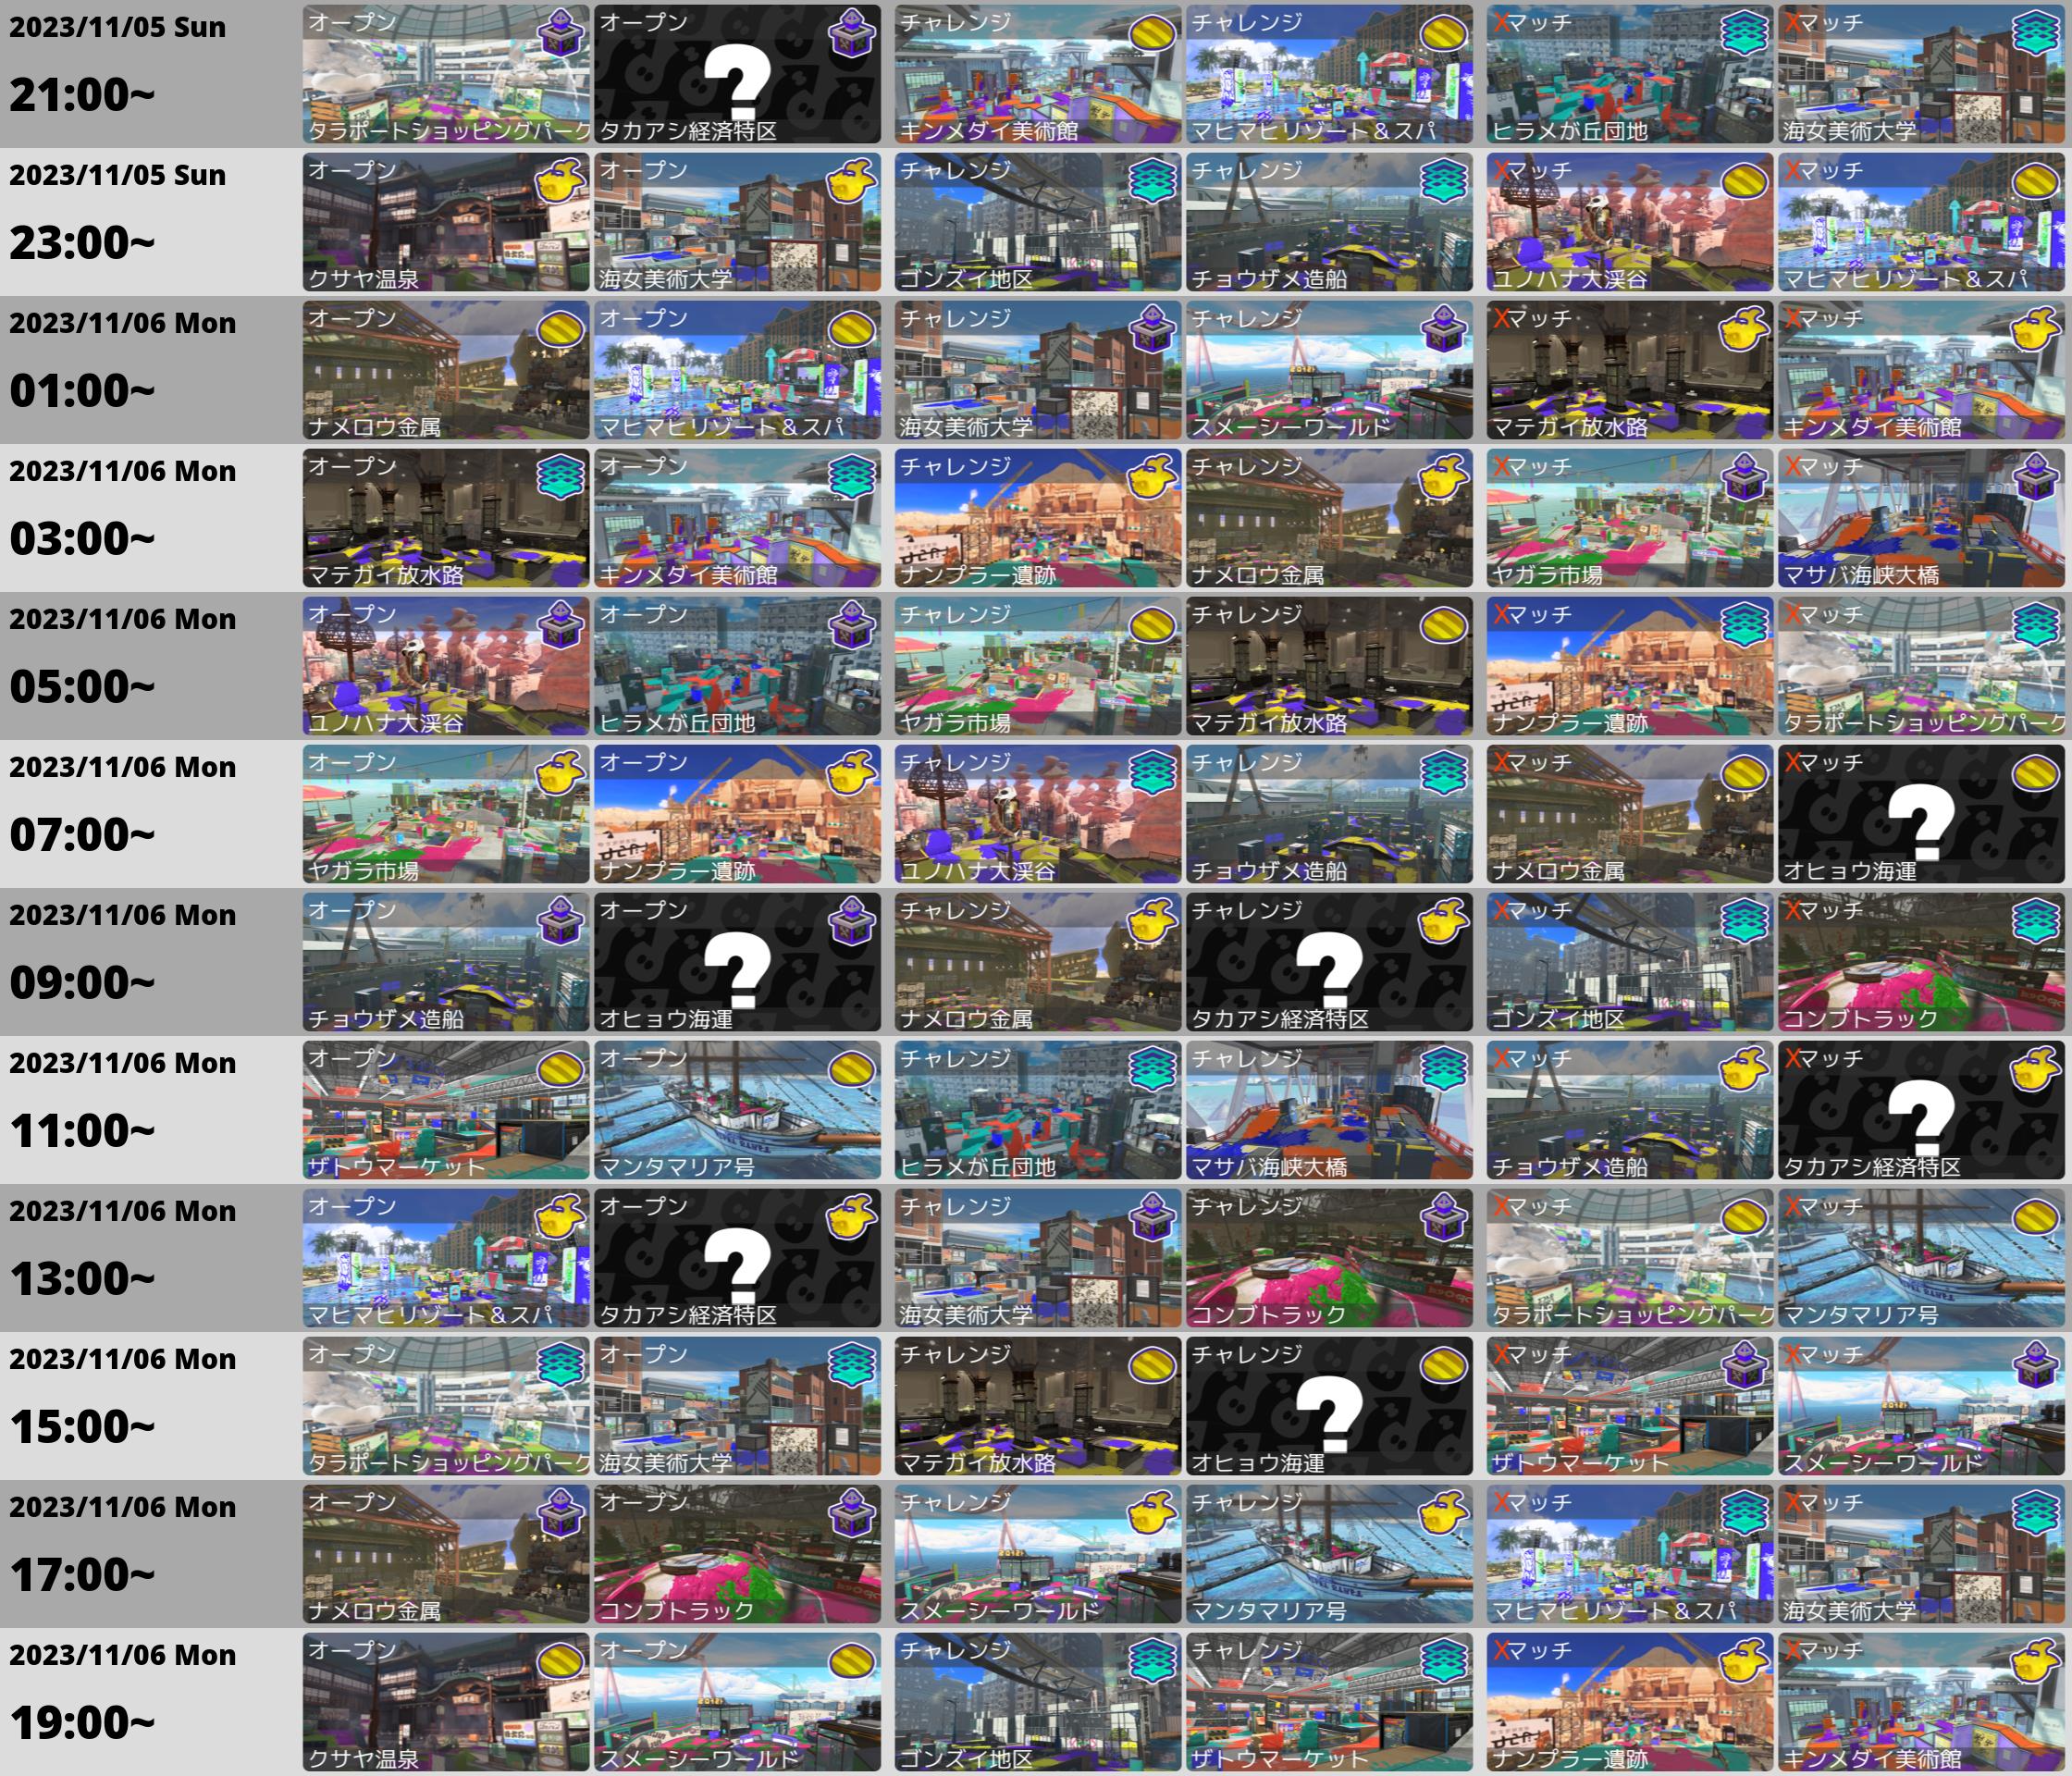 2023/11/05 Sun
21:00~
オープン オープン チャレンジ チャレンジ Xマッチ Xマッチ
タラポートショッピングパーク タカアシ経済特区 キンメダイ美術館 マヒマヒリゾート＆スパ ヒラメが丘団地 海女美術大学
2023/11/05 Sun
23:00~
オープン オープン チャレンジ チャレンジ Xマッチ Xマッチ
クサヤ温泉 海女美術大学 ゴンズイ地区 チョウザメ造船 ユノハナ大渓谷 マヒマヒリゾート＆スパ
2023/11/06 Mon
01:00~
オープン オープン チャレンジ チャレンジ Xマッチ Xマッチ
ナメロウ金属 マヒマヒリゾート＆スパ 海女美術大学 スメーシーワールド マテガイ放水路 キンメダイ美術館
2023/11/06 Mon
03:00~
オープン オープン チャレンジ チャレンジ Xマッチ Xマッチ
マテガイ放水路 キンメダイ美術館 ナンプラー遺跡 ナメロウ金属 ヤガラ市場 マサバ海峡大橋
2023/11/06 Mon
05:00~
オープン オープン チャレンジ チャレンジ Xマッチ Xマッチ
ユノハナ大渓谷 ヒラメが丘団地 ヤガラ市場 マテガイ放水路 ナンプラー遺跡 タラポートショッピングパーク
2023/11/06 Mon
07:00~
オープン オープン チャレンジ チャレンジ Xマッチ Xマッチ
ヤガラ市場 ナンプラー遺跡 ユノハナ大渓谷 チョウザメ造船 ナメロウ金属 オヒョウ海運
2023/11/06 Mon
09:00~
オープン オープン チャレンジ チャレンジ Xマッチ Xマッチ
チョウザメ造船 オヒョウ海運 ナメロウ金属 タカアシ経済特区 ゴンズイ地区 コンブトラック
2023/11/06 Mon
11:00~
オープン オープン チャレンジ チャレンジ Xマッチ Xマッチ
ザトウマーケット マンタマリア号 ヒラメが丘団地 マサバ海峡大橋 チョウザメ造船 タカアシ経済特区
2023/11/06 Mon
13:00~
オープン オープン チャレンジ チャレンジ Xマッチ Xマッチ
マヒマヒリゾート＆スパ タカアシ経済特区 海女美術大学 コンブトラック タラポートショッピングパーク マンタマリア号
2023/11/06 Mon
15:00~
オープン オープン チャレンジ チャレンジ Xマッチ Xマッチ
タラポートショッピングパーク 海女美術大学 マテガイ放水路 オヒョウ海運 ザトウマーケット スメーシーワールド
2023/11/06 Mon
17:00~
オープン オープン チャレンジ チャレンジ Xマッチ Xマッチ
ナメロウ金属 コンブトラック スメーシーワールド マンタマリア号 マヒマヒリゾート＆スパ 海女美術大学
2023/11/06 Mon
19:00~
オープン オープン チャレンジ チャレンジ Xマッチ Xマッチ
クサヤ温泉 スメーシーワールド ゴンズイ地区 ザトウマーケット ナンプラー遺跡 キンメダイ美術館